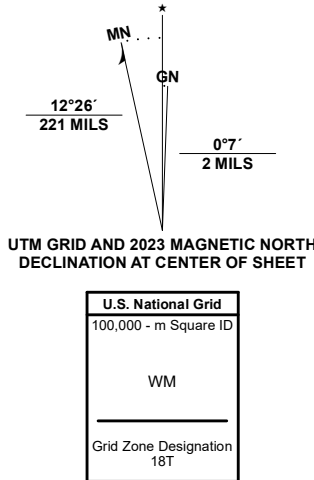 MN
GN
12°26´
221 MILS
0°7´
2 MILS
UTM GRID AND 2023 MAGNETIC NORTH
DECLINATION AT CENTER OF SHEET
U.S. National Grid
100,000 - m Square ID
WM
Grid Zone Designation
18T